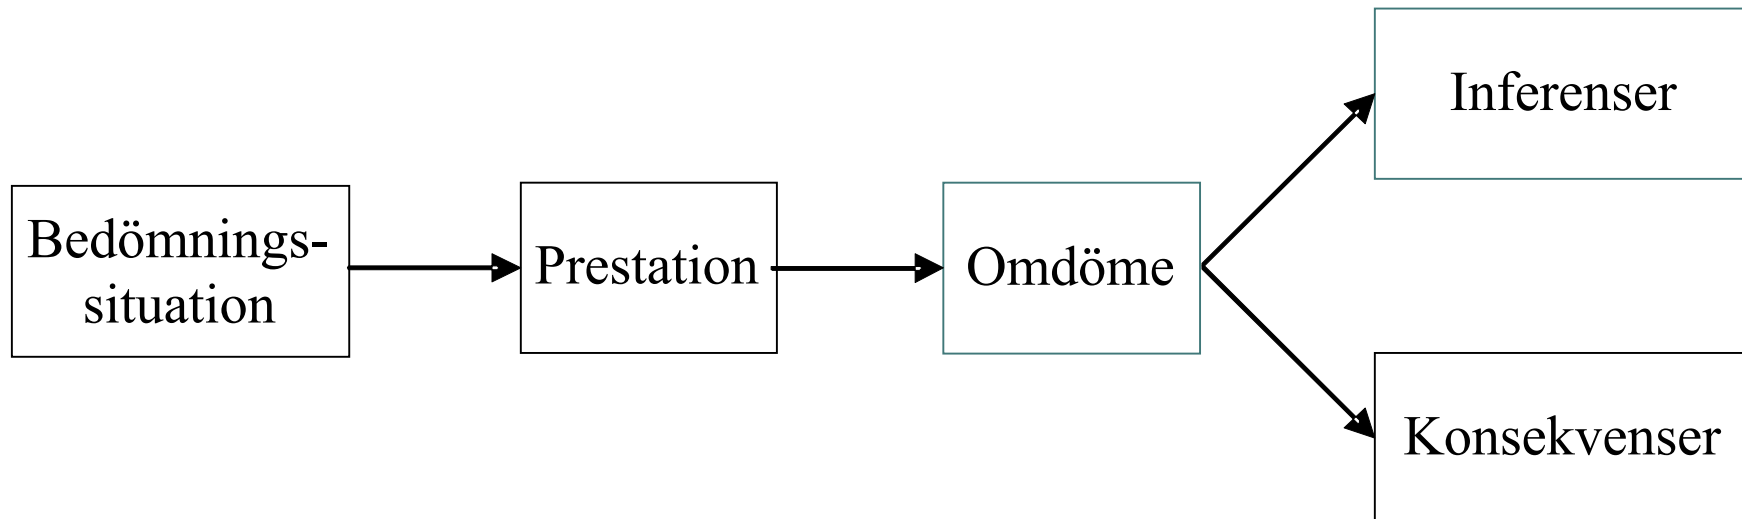 Bedömnings-
situation
Prestation
Omdöme
Inferenser
Konsekvenser